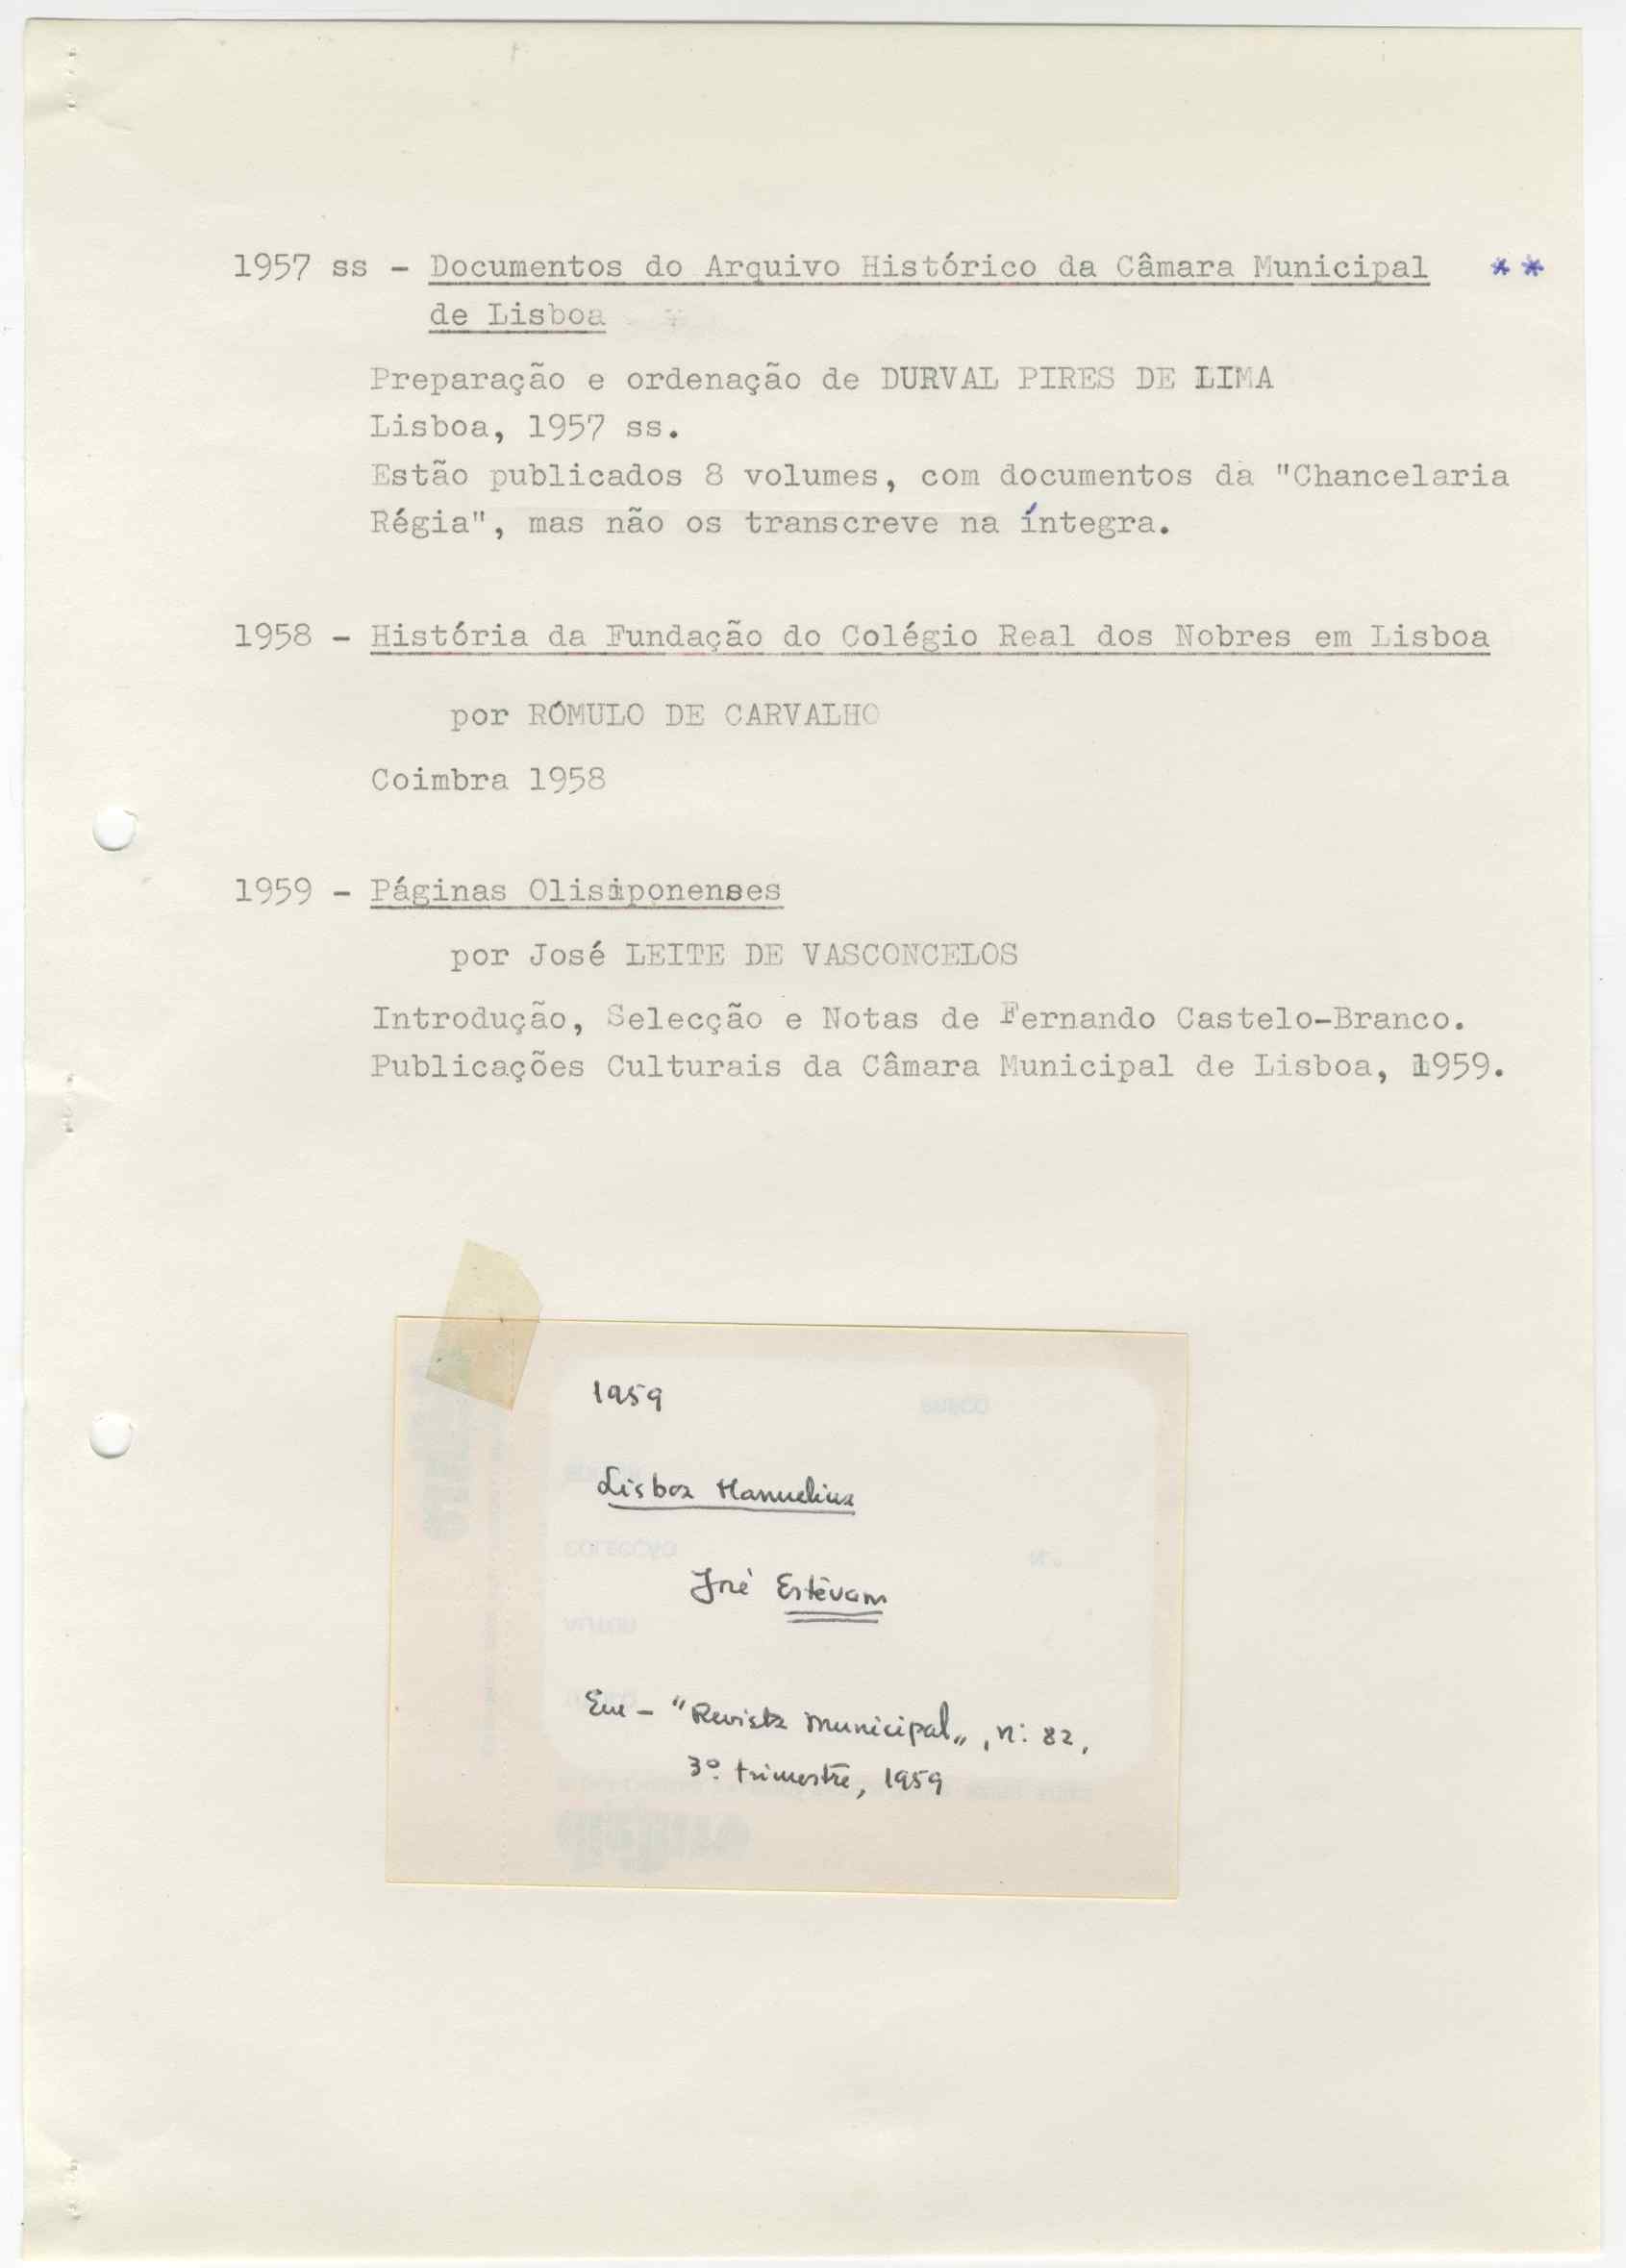 1957 ss - Documentos do Arquivo Histórico da Câmara Municipal **
de Lisboa
Preparação e ordenação de DURVAL PIRES DE LIMA
Lisboa, 1957 ss.
Estão publicados 8 volumes, com documentos da "Chancelaria
Régia", mas não os transcreve na íntegra.
1958 - História da Fundação do Colégio Real dos Nobres em Lisboa
por RÓMULO DE CARVALHO
Coimbra 1958
1959 - Páginas Olisiponenses
por José LEITE DE VASCONCELOS
Introdução, Selecção e Notas de Fernando Castelo-Branco.
Publicações Culturais da Câmara Municipal de Lisboa, 1959.
1959
Lisboa Manuelina
José Estêvam
Em - "Revista Municipal", nº 82,
3º trimestre, 1959